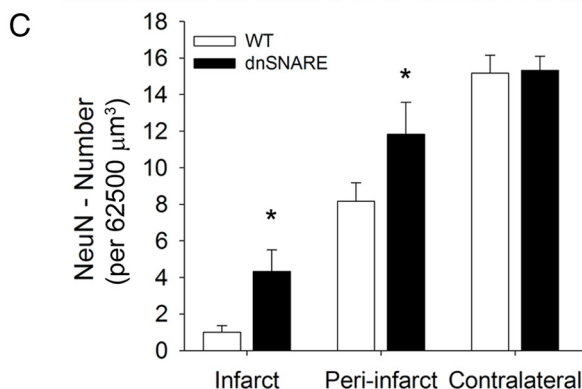 C
18
16
14
12
10
8
6
4
2
0
NeuN - Number
(per 62500 μm³)
WT
dnSNARE
*
*
Infarct Peri-infarct Contralateral